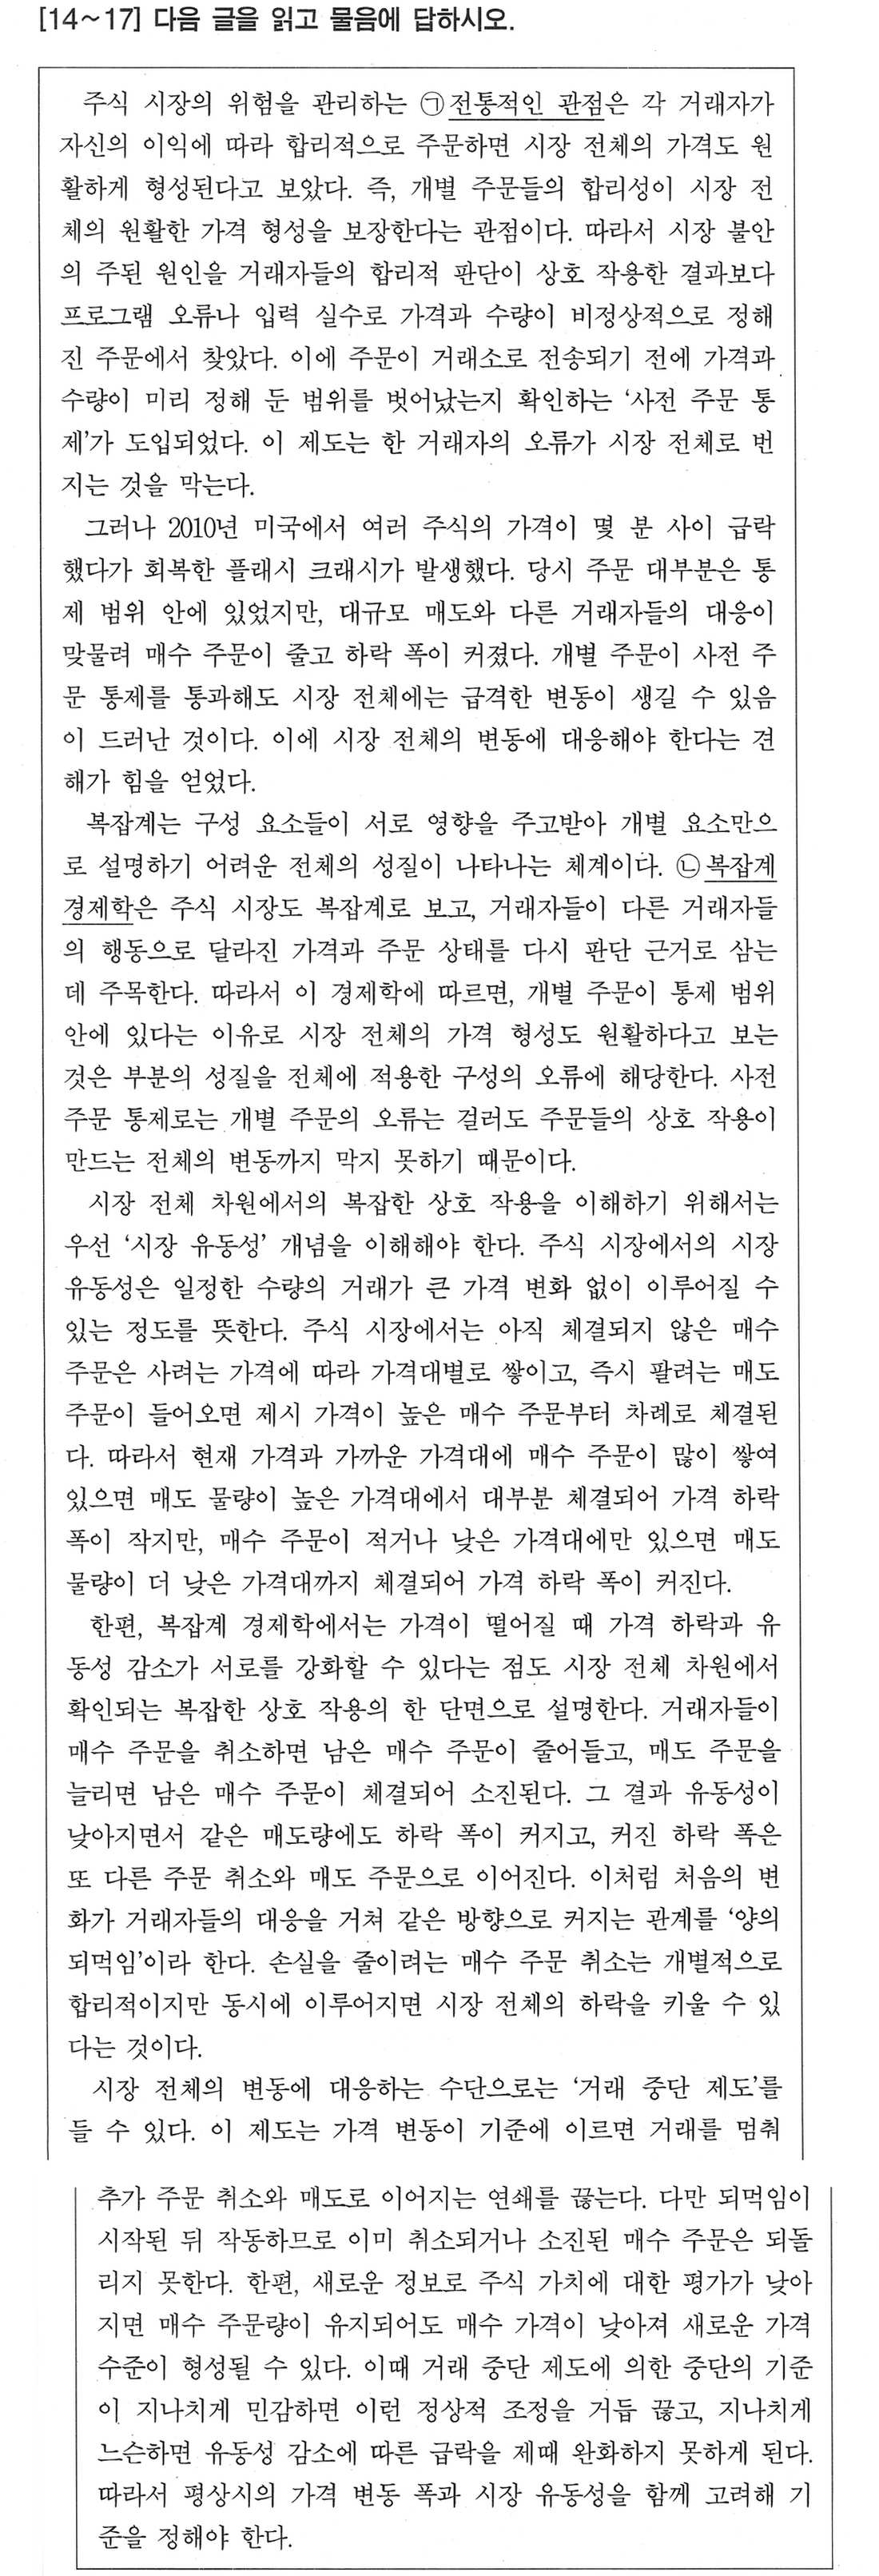 [14~17] 다음 글을 읽고 물음에 답하시오.
주식 시장의 위험을 관리하는 ㉠전통적인 관점은 각 거래자가
자신의 이익에 따라 합리적으로 주문하면 시장 전체의 가격도 원
활하게 형성된다고 보았다. 즉, 개별 주문들의 합리성이 시장 전
체의 원활한 가격 형성을 보장한다는 관점이다. 따라서 시장 불안
의 주된 원인을 거래자들의 합리적 판단이 상호 작용한 결과보다
프로그램 오류나 입력 실수로 가격과 수량이 비정상적으로 정해
진 주문에서 찾았다. 이에 주문이 거래소로 전송되기 전에 가격과
수량이 미리 정해 둔 범위를 벗어났는지 확인하는 ‘사전 주문 통
제’가 도입되었다. 이 제도는 한 거래자의 오류가 시장 전체로 번
지는 것을 막는다.
그러나 2010년 미국에서 여러 주식의 가격이 몇 분 사이 급락
했다가 회복한 플래시 크래시가 발생했다. 당시 주문 대부분은 통
제 범위 안에 있었지만, 대규모 매도와 다른 거래자들의 대응이
맞물려 매수 주문이 줄고 하락 폭이 커졌다. 개별 주문이 사전 주
문 통제를 통과해도 시장 전체에는 급격한 변동이 생길 수 있음
이 드러난 것이다. 이에 시장 전체의 변동에 대응해야 한다는 견
해가 힘을 얻었다.
복잡계는 구성 요소들이 서로 영향을 주고받아 개별 요소만으
로 설명하기 어려운 전체의 성질이 나타나는 체계이다. ㉡복잡계
경제학은 주식 시장도 복잡계로 보고, 거래자들이 다른 거래자들
의 행동으로 달라진 가격과 주문 상태를 다시 판단 근거로 삼는
데 주목한다. 따라서 이 경제학에 따르면, 개별 주문이 통제 범위
안에 있다는 이유로 시장 전체의 가격 형성도 원활하다고 보는
것은 부분의 성질을 전체에 적용한 구성의 오류에 해당한다. 사전
주문 통제로는 개별 주문의 오류는 걸러도 주문들의 상호 작용이
만드는 전체의 변동까지 막지 못하기 때문이다.
시장 전체 차원에서의 복잡한 상호 작용을 이해하기 위해서는
우선 ‘시장 유동성’ 개념을 이해해야 한다. 주식 시장에서의 시장
유동성은 일정한 수량의 거래가 큰 가격 변화 없이 이루어질 수
있는 정도를 뜻한다. 주식 시장에서는 아직 체결되지 않은 매수
주문은 사려는 가격에 따라 가격대별로 쌓이고, 즉시 팔려는 매도
주문이 들어오면 제시 가격이 높은 매수 주문부터 차례로 체결된
다. 따라서 현재 가격과 가까운 가격대에 매수 주문이 많이 쌓여
있으면 매도 물량이 높은 가격대에서 대부분 체결되어 가격 하락
폭이 작지만, 매수 주문이 적거나 낮은 가격대에만 있으면 매도
물량이 더 낮은 가격대까지 체결되어 가격 하락 폭이 커진다.
한편, 복잡계 경제학에서는 가격이 떨어질 때 가격 하락과 유
동성 감소가 서로를 강화할 수 있다는 점도 시장 전체 차원에서
확인되는 복잡한 상호 작용의 한 단면으로 설명한다. 거래자들이
매수 주문을 취소하면 남은 매수 주문이 줄어들고, 매도 주문을
늘리면 남은 매수 주문이 체결되어 소진된다. 그 결과 유동성이
낮아지면서 같은 매도량에도 하락 폭이 커지고, 커진 하락 폭은
또 다른 주문 취소와 매도 주문으로 이어진다. 이처럼 처음의 변
화가 거래자들의 대응을 거쳐 같은 방향으로 커지는 관계를 ‘양의
되먹임’이라 한다. 손실을 줄이려는 매수 주문 취소는 개별적으로
합리적이지만 동시에 이루어지면 시장 전체의 하락을 키울 수 있
다는 것이다.
시장 전체의 변동에 대응하는 수단으로는 ‘거래 중단 제도’를
들 수 있다. 이 제도는 가격 변동이 기준에 이르면 거래를 멈춰
추가 주문 취소와 매도로 이어지는 연쇄를 끊는다. 다만 되먹임이
시작된 뒤 작동하므로 이미 취소되거나 소진된 매수 주문은 되돌
리지 못한다. 한편, 새로운 정보로 주식 가치에 대한 평가가 낮아
지면 매수 주문량이 유지되어도 매수 가격이 낮아져 새로운 가격
수준이 형성될 수 있다. 이때 거래 중단 제도에 의한 중단의 기준
이 지나치게 민감하면 이런 정상적 조정을 거듭 끊고, 지나치게
느슨하면 유동성 감소에 따른 급락을 제때 완화하지 못하게 된다.
따라서 평상시의 가격 변동 폭과 시장 유동성을 함께 고려해 기
준을 정해야 한다.